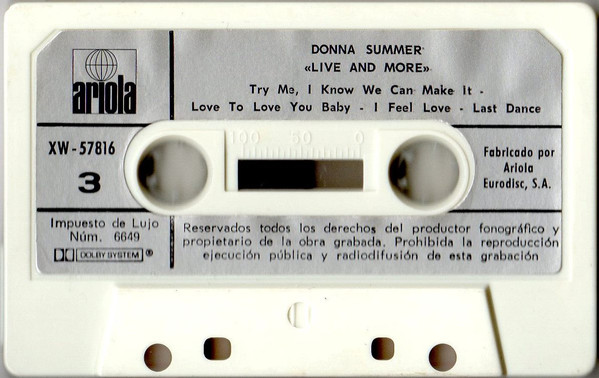 ariola
DONNA SUMMER
«LIVE AND MORE»
Try Me, I Know We Can Make It -
Love To Love You Baby - I Feel Love - Last Dance
XW-57816
3
100 50 0
Fabricado por
Ariola
Eurodisc, S.A.
Impuesto de Lujo
Núm. 6649
DOLBY SYSTEM ®
Reservados todos los derechos del productor fonográfico y
propietario de la obra grabada. Prohibida la reproducción
ejecución pública y radiodifusión de esta grabación